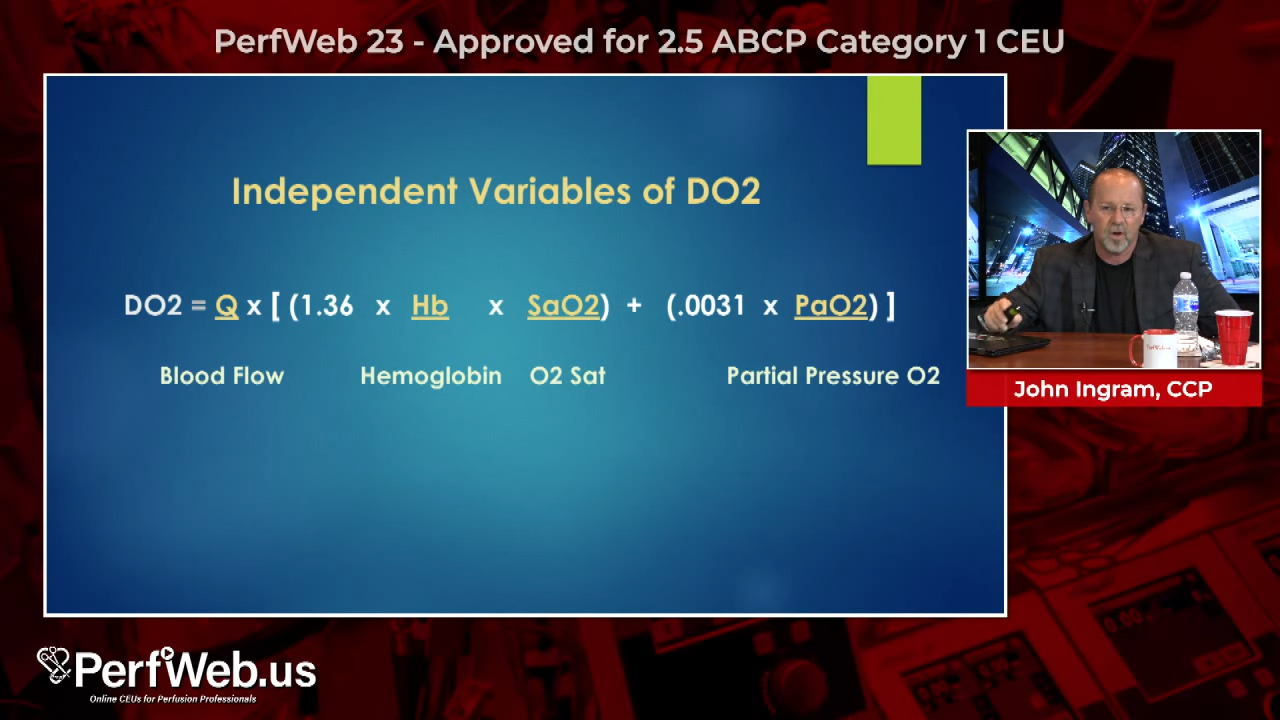 PerfWeb 23 - Approved for 2.5 ABCP Category 1 CEU
Independent Variables of DO2
DO2 = Q x [ (1.36 x Hb x SaO2) + (.0031 x PaO2) ]
Blood Flow Hemoglobin O2 Sat Partial Pressure O2
John Ingram, CCP
PerfWeb.us
Online CEUs for Perfusion Professionals